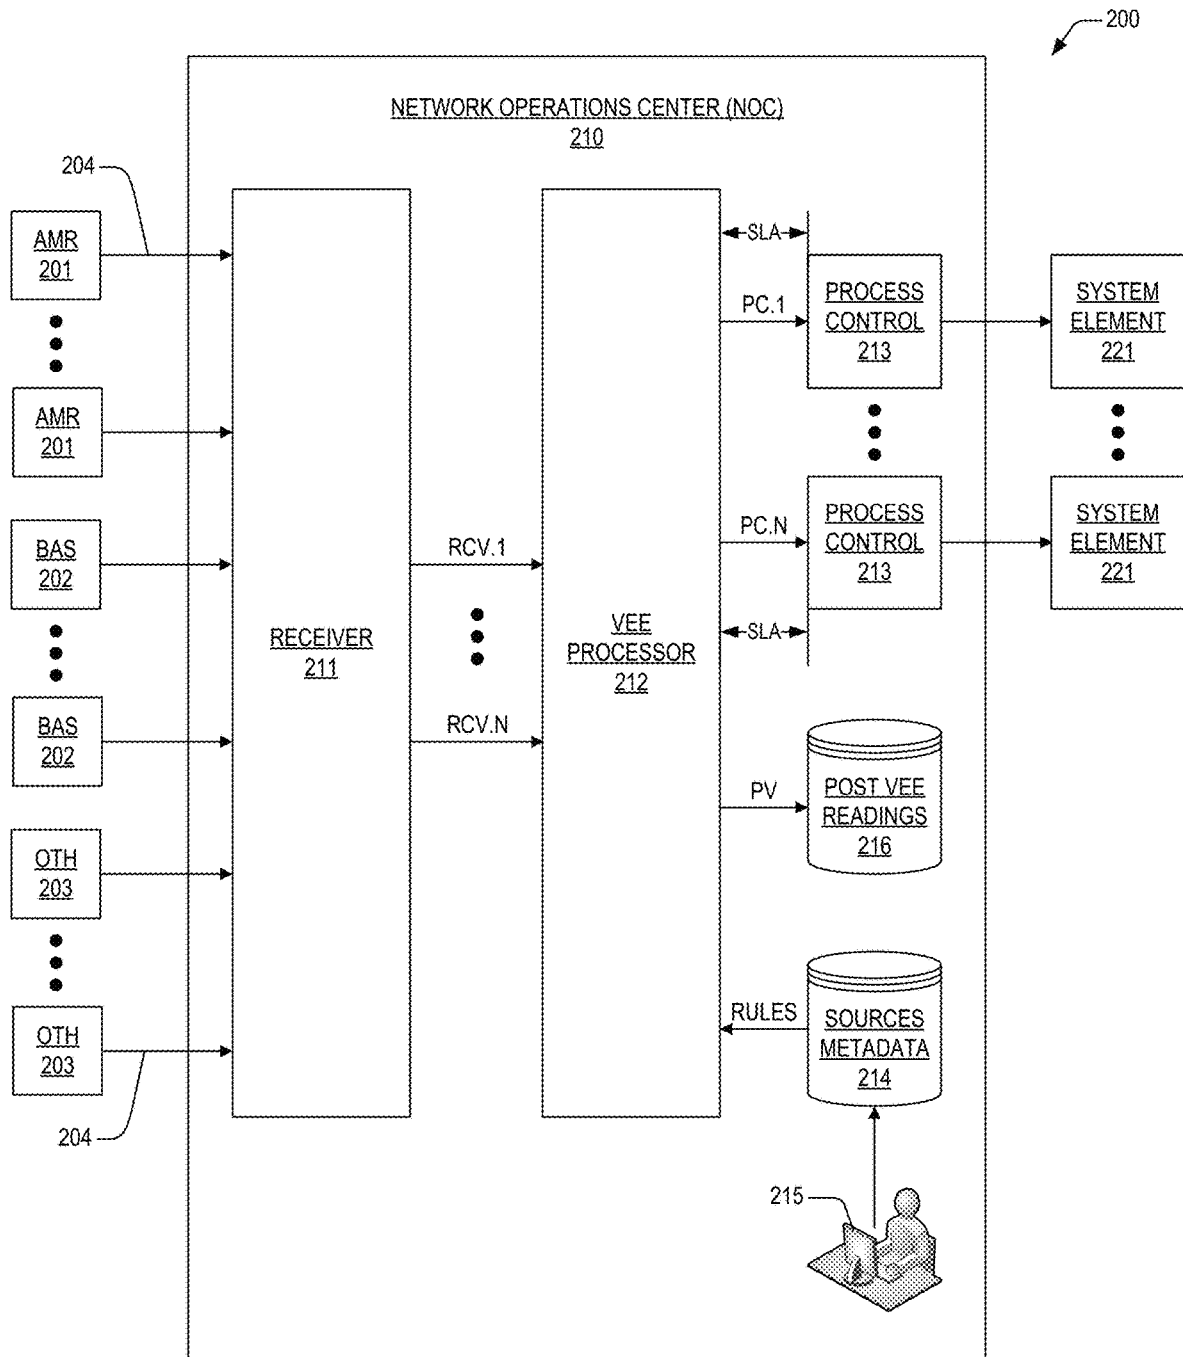 200
NETWORK OPERATIONS CENTER (NOC)
210
204
AMR
201
AMR
201
BAS
202
BAS
202
OTH
203
OTH
203
204
RECEIVER
211
RCV.1
RCV.N
VEE
PROCESSOR
212
SLA
PC.1
PROCESS
CONTROL
213
SYSTEM
ELEMENT
221
PC.N
PROCESS
CONTROL
213
SYSTEM
ELEMENT
221
SLA
PV
POST VEE
READINGS
216
RULES
SOURCES
METADATA
214
215